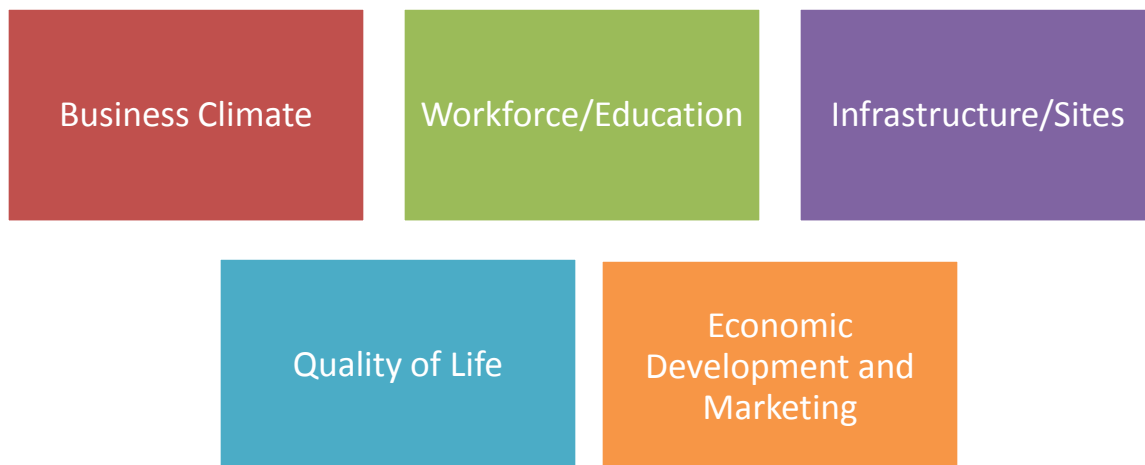 Business Climate
Workforce/Education
Infrastructure/Sites
Quality of Life
Economic
Development and
Marketing